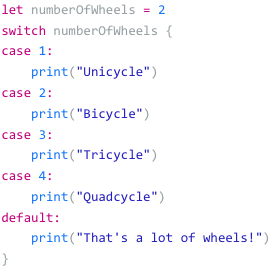 let numberOfWheels = 2
switch numberOfWheels {
case 1:
    print("Unicycle")
case 2:
    print("Bicycle")
case 3:
    print("Tricycle")
case 4:
    print("Quadcycle")
default:
    print("That's a lot of wheels!")
}